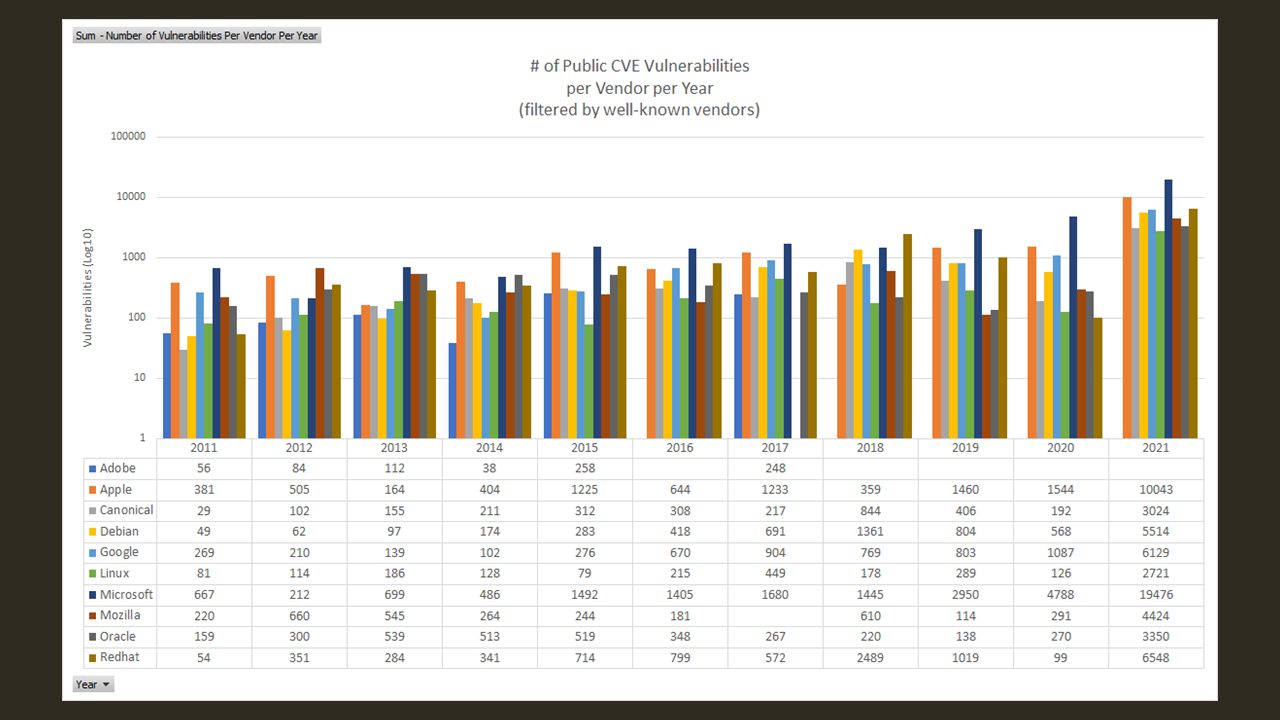 Sum - Number of Vulnerabilities Per Vendor Per Year
# of Public CVE Vulnerabilities
per Vendor per Year
(filtered by well-known vendors)
Vulnerabilities (Log10)
100000
10000
1000
100
10
1
2011 2012 2013 2014 2015 2016 2017 2018 2019 2020 2021
Adobe 56 84 112 38 258 248
Apple 381 505 164 404 1225 644 1233 359 1460 1544 10043
Canonical 29 102 155 211 312 308 217 844 406 192 3024
Debian 49 62 97 174 283 418 691 1361 804 568 5514
Google 269 210 139 102 276 670 904 769 803 1087 6129
Linux 81 114 186 128 79 215 449 178 289 126 2721
Microsoft 667 212 699 486 1492 1405 1680 1445 2950 4788 19476
Mozilla 220 660 545 264 244 181 610 114 291 4424
Oracle 159 300 539 513 519 348 267 220 138 270 3350
Redhat 54 351 284 341 714 799 572 2489 1019 99 6548
Year